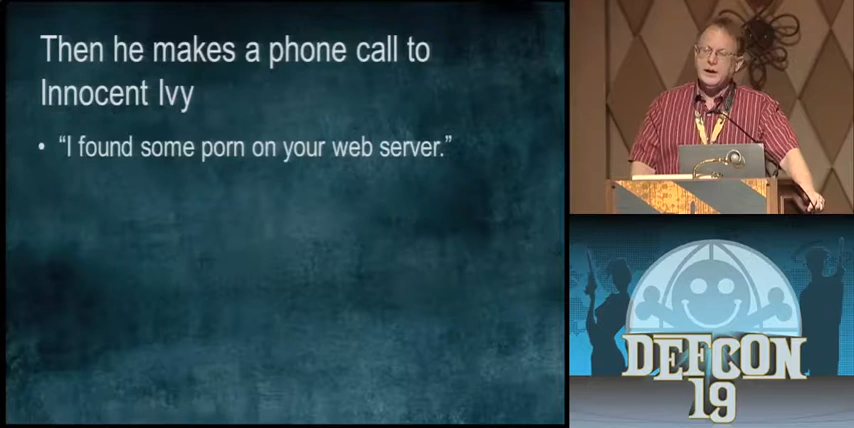 Then he makes a phone call to
Innocent Ivy
• “I found some porn on your web server.”
DEFCON
19